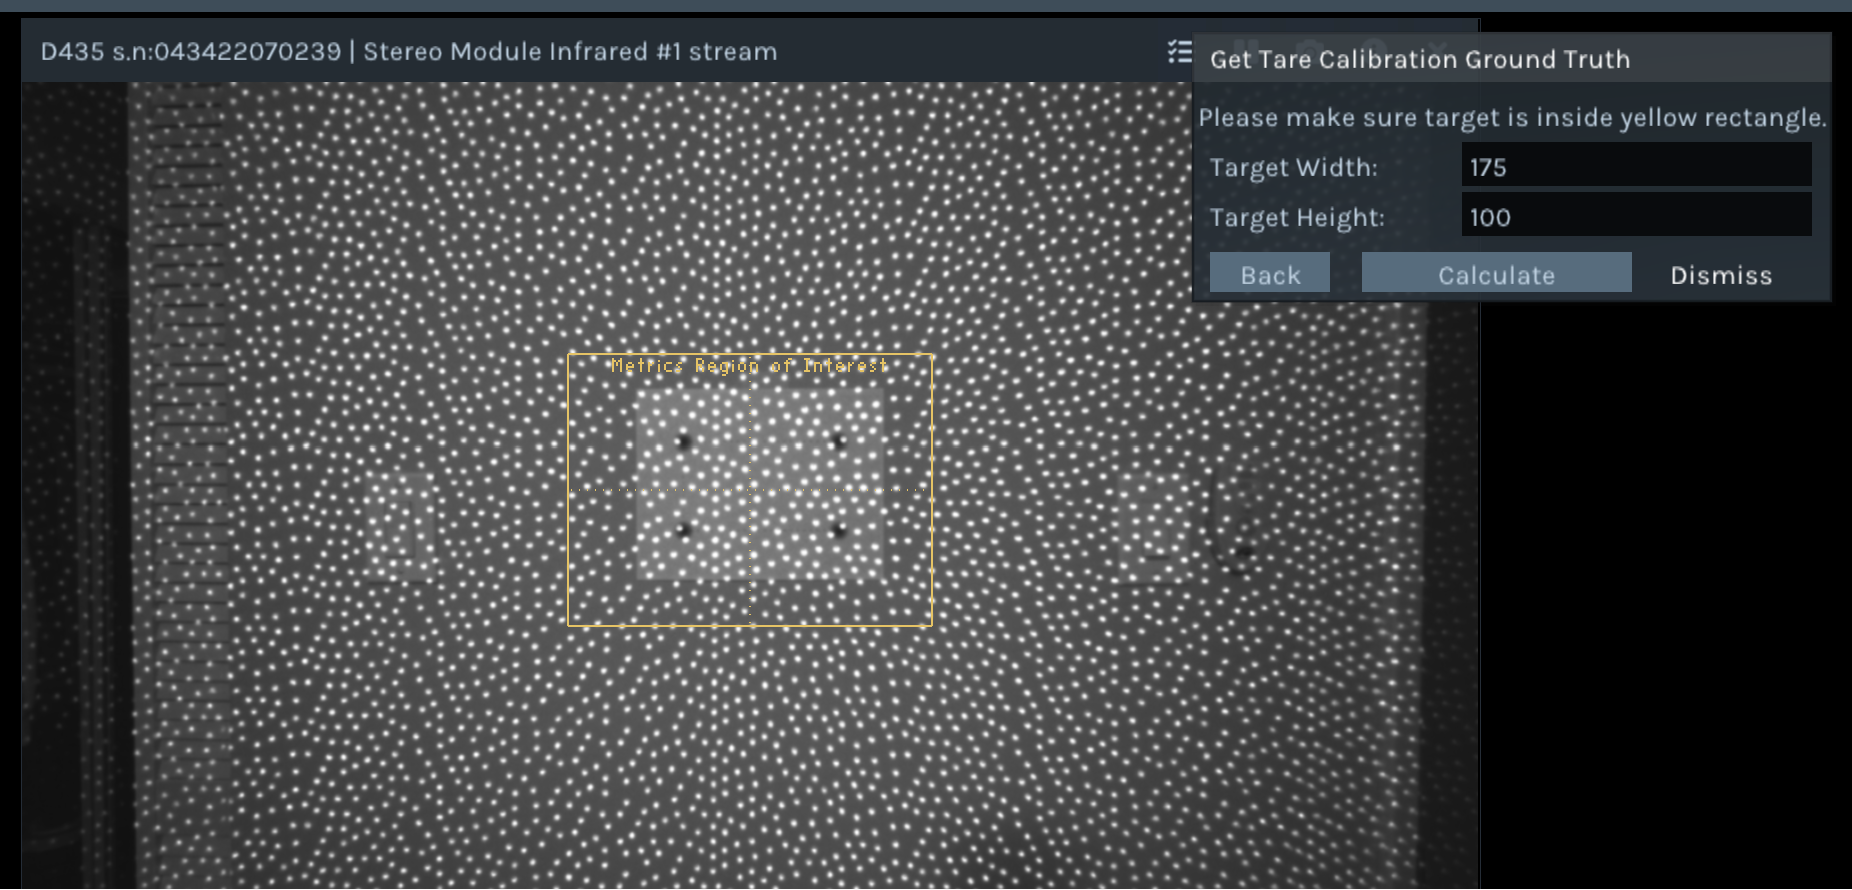 D435 s.n:043422070239 | Stereo Module Infrared #1 stream
Get Tare Calibration Ground Truth
Please make sure target is inside yellow rectangle.
Target Width: 175
Target Height: 100
Back Calculate Dismiss
Metrics Region of Interest